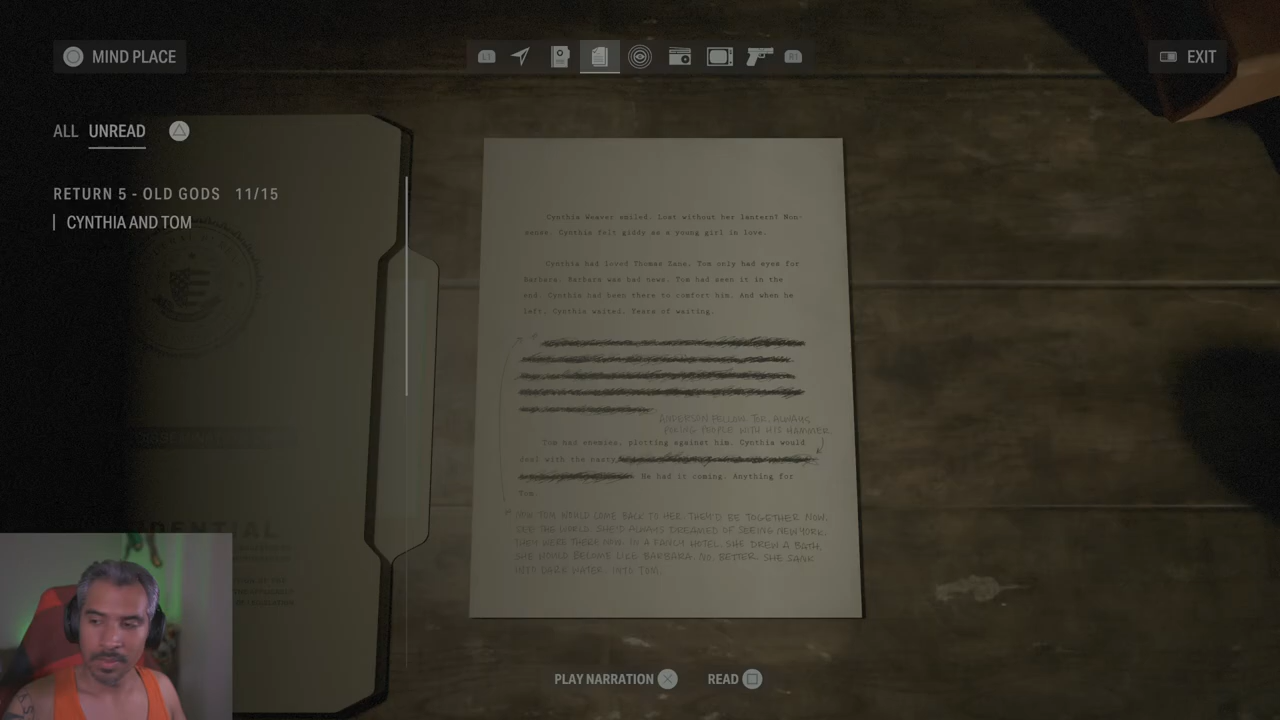 MIND PLACE
L1
R1
EXIT
ALL UNREAD
RETURN 5 - OLD GODS 11/15
CYNTHIA AND TOM
Cynthia Weaver smiled. Lost without her lantern? Non-
sense. Cynthia felt giddy as a young girl in love.
Cynthia had loved Thomas Zane. Tom only had eyes for
Barbara. Barbara was bad news. Tom had seen it in the
end. Cynthia had been there to comfort him. And when he
left, Cynthia waited. Years of waiting.
ANDERSON FELLOW TOR. ALWAYS
POKING PEOPLE WITH HIS HAMMER.
Tom had enemies, plotting against him. Cynthia would
deal with the nasty
He had it coming. Anything for
Tom.
NOW TOM WOULD COME BACK TO HER. THEY'D BE TOGETHER NOW.
THE WORLD. SHE'D ALWAYS DREAMED OF SEEING NEW YORK.
THEY WERE THERE NOW. IN A FANCY HOTEL. SHE DREW A BATH.
SHE WOULD BECOME LIKE BARBARA. NO. BETTER. SHE SANK
INTO DARK WATER. INTO TOM.
DENTIAL
PLAY NARRATION
READ